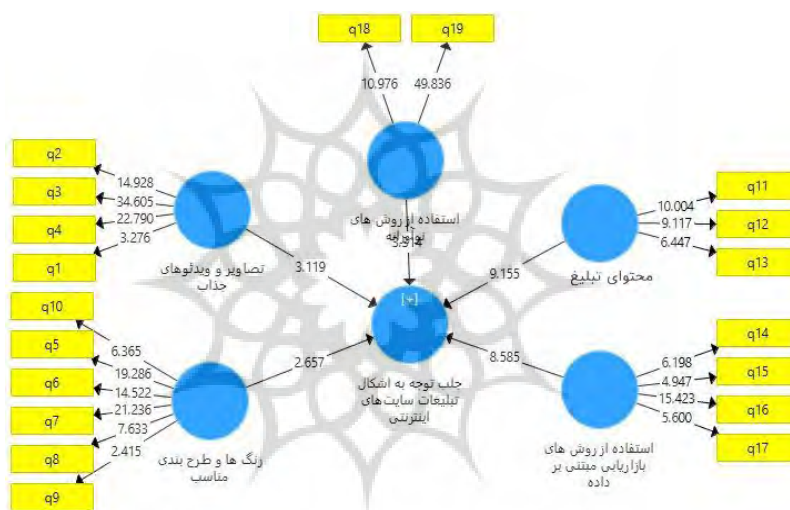 q18
q19
10.976
49.836
q2
q3
q4
q1
14.928
34.605
22.790
3.276
تصاویر و ویدئوهای
جذاب
استفاده از روش های
نوآورانه
q11
q12
q13
10.004
9.117
6.447
محتوای تبلیغ
3.119
9.155
[+]
جلب توجه به اشکال
تبلیغات سایت‌های
اینترنتی
2.657
8.585
q10
q5
q6
q7
q8
q9
6.365
19.286
14.522
21.236
7.633
2.415
رنگ ها و طرح بندی
مناسب
q14
q15
q16
q17
6.198
4.947
15.423
5.600
استفاده از روش های
بازاریابی مبتنی بر
داده